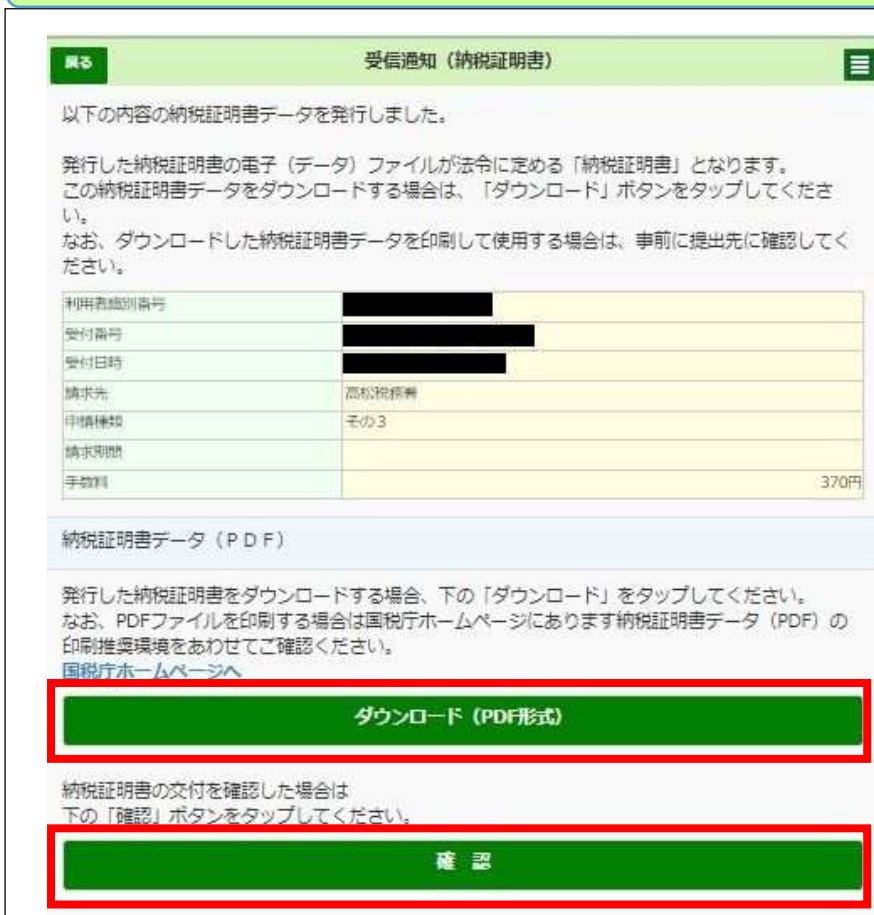 戻る
受信通知（納税証明書）
以下の内容の納税証明書データを発行しました。
発行した納税証明書の電子（データ）ファイルが法令に定める「納税証明書」となります。
この納税証明書データをダウンロードする場合は、「ダウンロード」ボタンをタップしてくださ
い。
なお、ダウンロードした納税証明書データを印刷して使用する場合は、事前に提出先に確認してく
ださい。
利用者識別番号
受付番号
受付日時
請求先 高松税務署
申請種類 その３
請求期間
手数料 370円
納税証明書データ（ＰＤＦ）
発行した納税証明書をダウンロードする場合、下の「ダウンロード」をタップしてください。
なお、PDFファイルを印刷する場合は国税庁ホームページにあります納税証明書データ（PDF）の
印刷推奨環境をあわせてご確認ください。
国税庁ホームページへ
ダウンロード（PDF形式）
納税証明書の交付を確認した場合は
下の「確認」ボタンをタップしてください。
確 認